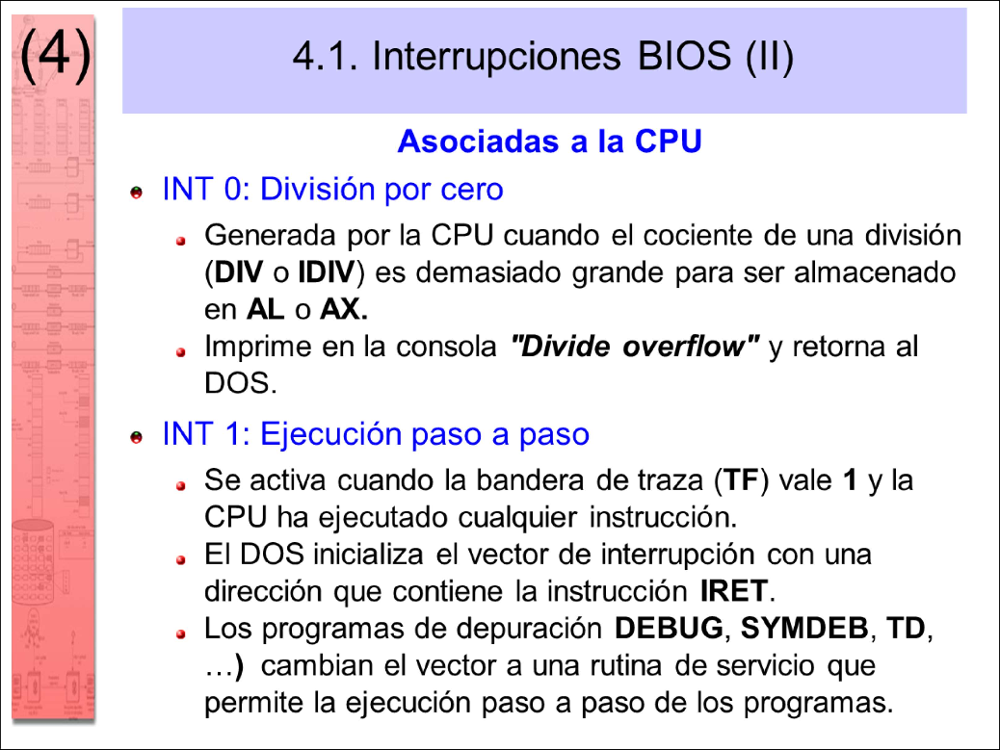 (4)
4.1. Interrupciones BIOS (II)
Asociadas a la CPU
INT 0: División por cero
Generada por la CPU cuando el cociente de una división
(DIV o IDIV) es demasiado grande para ser almacenado
en AL o AX.
Imprime en la consola "Divide overflow" y retorna al
DOS.
INT 1: Ejecución paso a paso
Se activa cuando la bandera de traza (TF) vale 1 y la
CPU ha ejecutado cualquier instrucción.
El DOS inicializa el vector de interrupción con una
dirección que contiene la instrucción IRET.
Los programas de depuración DEBUG, SYMDEB, TD,
…) cambian el vector a una rutina de servicio que
permite la ejecución paso a paso de los programas.